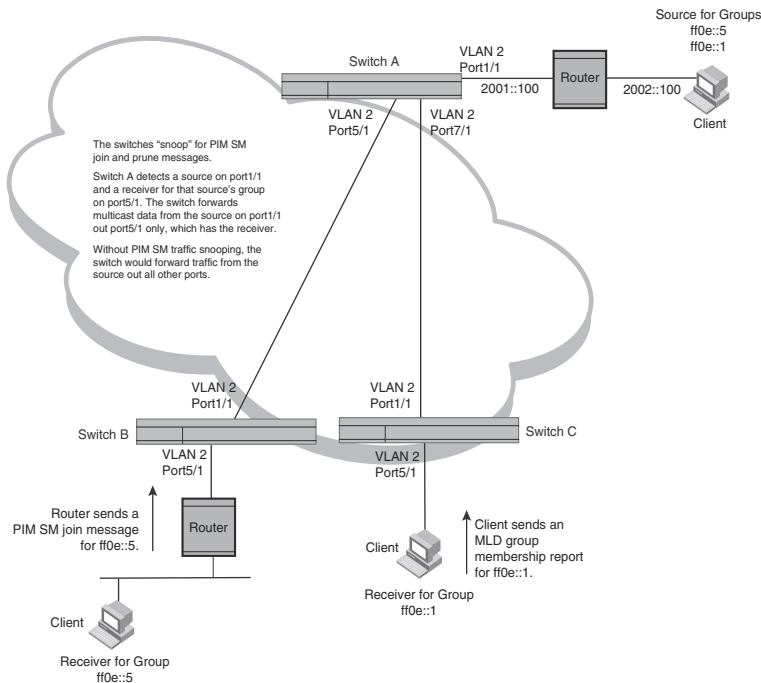 Source for Groups
ff0e::5
ff0e::1
VLAN 2
Port1/1
Switch A
Router
2001::100
2002::100
Client
VLAN 2
Port5/1
VLAN 2
Port7/1
The switches “snoop” for PIM SM
join and prune messages.
Switch A detects a source on port1/1
and a receiver for that source’s group
on port5/1. The switch forwards
multicast data from the source on port1/1
out port5/1 only, which has the receiver.
Without PIM SM traffic snooping, the
switch would forward traffic from the
source out all other ports.
VLAN 2
Port1/1
VLAN 2
Port1/1
Switch B
Switch C
VLAN 2
Port5/1
VLAN 2
Port5/1
Router sends a
PIM SM join message
for ff0e::5.
Router
Client
Client sends an
MLD group
membership report
for ff0e::1.
Receiver for Group
ff0e::1
Client
Receiver for Group
ff0e::5